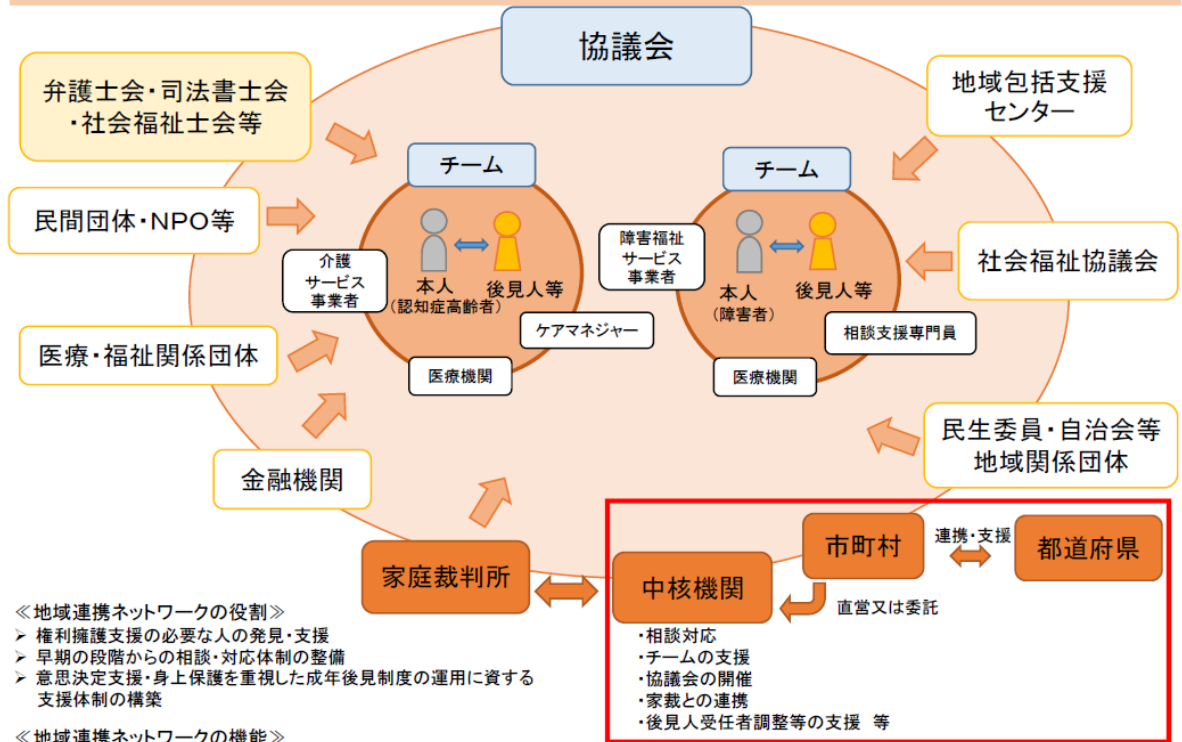 協議会
弁護士会・司法書士会
・社会福祉士会等
地域包括支援
センター
民間団体・NPO等
社会福祉協議会
医療・福祉関係団体
金融機関
民生委員・自治会等
地域関係団体
チーム
介護
サービス
事業者
本人
(認知症高齢者)
後見人等
ケアマネジャー
医療機関
チーム
障害福祉
サービス
事業者
本人
(障害者)
後見人等
相談支援専門員
医療機関
家庭裁判所
中核機関
市町村
連携・支援
都道府県
直営又は委託
・相談対応
・チームの支援
・協議会の開催
・家裁との連携
・後見人受任者調整等の支援 等
≪地域連携ネットワークの役割≫
➢ 権利擁護支援の必要な人の発見・支援
➢ 早期の段階からの相談・対応体制の整備
➢ 意思決定支援・身上保護を重視した成年後見制度の運用に資する
支援体制の構築
≪地域連携ネットワークの機能≫